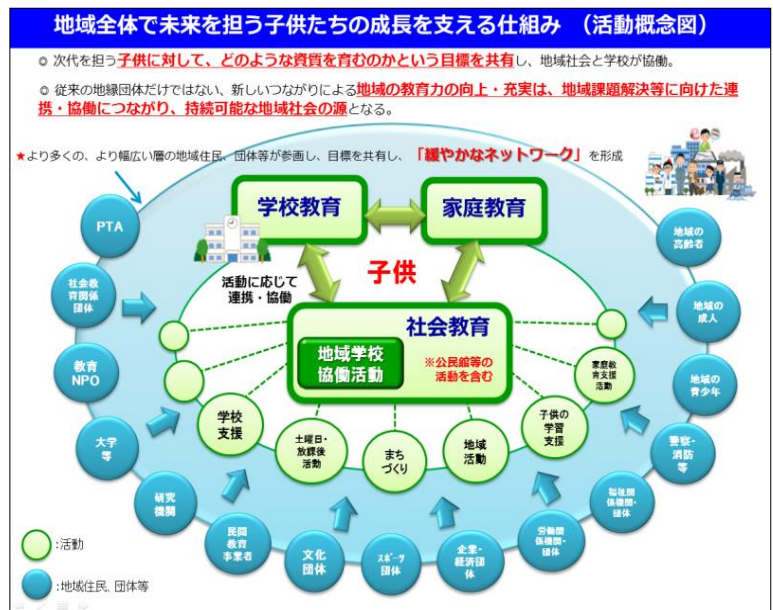 地域全体で未来を担う子供たちの成長を支える仕組み （活動概念図）
◎ 次代を担う子供に対して、どのような資質を育むのかという目標を共有し、地域社会と学校が協働。
◎ 従来の地縁団体だけではない、新しいつながりによる地域の教育力の向上・充実は、地域課題解決等に向けた連
携・協働につながり、持続可能な地域社会の源となる。
★より多くの、より幅広い層の地域住民、団体等が参画し、目標を共有し、「緩やかなネットワーク」を形成
学校教育
家庭教育
子供
活動に応じて
連携・協働
社会教育
地域学校
協働活動
※公民館等の
活動を含む
学校
支援
土曜日・
放課後
活動
まち
づくり
地域
活動
子供の
学習
支援
家庭教
育支援
活動
PTA
社会教
育関係
団体
教育
NPO
大学
等
研究
機関
民間
教育
事業者
文化
団体
スポーツ
団体
企業・
経済団
体
労働関
係機関・
団体
福祉関
係機関・
団体
警察・
消防
等
地域の
青少年
地域の
成人
地域の
高齢者
:活動
:地域住民、団体等